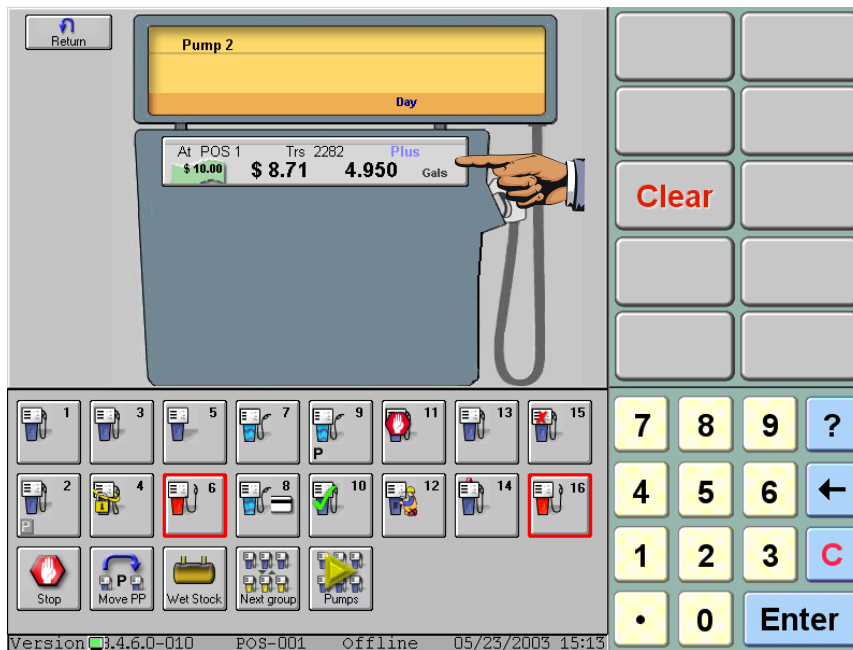 Return
Pump 2
Day
At POS 1 Trs 2282 Plus
$ 10.00 $ 8.71 4.950 Gals
Clear
1 3 5 7 9 11 13 15
P
2 4 6 8 10 12 14 16
P
Stop Move PP Wet Stock Next group Pumps
P
7 8 9 ?
4 5 6 ←
1 2 3 C
• 0 Enter
Version 3.4.6.0-010 POS-001 Offline 05/23/2003 15:13